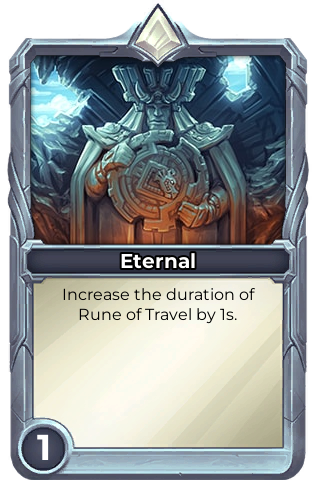 Eternal
Increase the duration of
Rune of Travel by 1s.
1